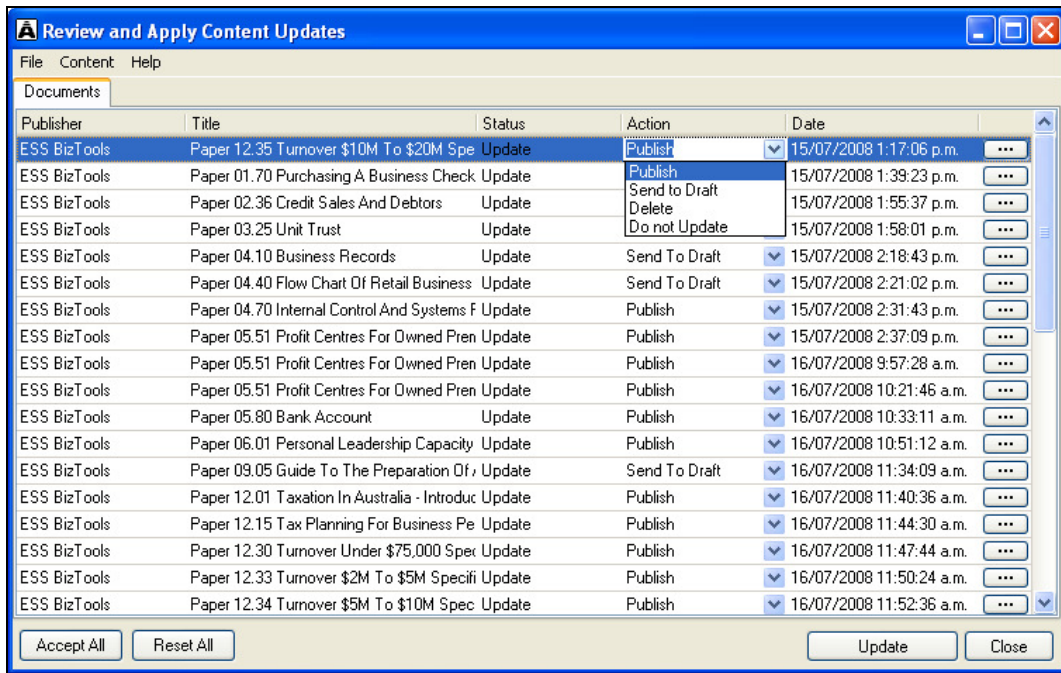 Review and Apply Content Updates
File Content Help
Documents
Publisher Title Status Action Date
ESS BizTools Paper 12.35 Turnover $10M To $20M Spe Update Publish 15/07/2008 1:17:06 p.m. ...
Publish
ESS BizTools Paper 01.70 Purchasing A Business Check Update 15/07/2008 1:39:23 p.m. ...
Send to Draft
ESS BizTools Paper 02.36 Credit Sales And Debtors Update 15/07/2008 1:55:37 p.m. ...
Delete
Do not Update
ESS BizTools Paper 03.25 Unit Trust Update 15/07/2008 1:58:01 p.m. ...
ESS BizTools Paper 04.10 Business Records Update Send To Draft 15/07/2008 2:18:43 p.m. ...
ESS BizTools Paper 04.40 Flow Chart Of Retail Business Update Send To Draft 15/07/2008 2:21:02 p.m. ...
ESS BizTools Paper 04.70 Internal Control And Systems F Update Publish 15/07/2008 2:31:43 p.m. ...
ESS BizTools Paper 05.51 Profit Centres For Owned Pren Update Publish 15/07/2008 2:37:09 p.m. ...
ESS BizTools Paper 05.51 Profit Centres For Owned Pren Update Publish 16/07/2008 9:57:28 a.m. ...
ESS BizTools Paper 05.51 Profit Centres For Owned Pren Update Publish 16/07/2008 10:21:46 a.m. ...
ESS BizTools Paper 05.80 Bank Account Update Publish 16/07/2008 10:33:11 a.m. ...
ESS BizTools Paper 06.01 Personal Leadership Capacity Update Publish 16/07/2008 10:51:12 a.m. ...
ESS BizTools Paper 09.05 Guide To The Preparation Of Update Send To Draft 16/07/2008 11:34:09 a.m. ...
ESS BizTools Paper 12.01 Taxation In Australia - Introduc Update Publish 16/07/2008 11:40:36 a.m. ...
ESS BizTools Paper 12.15 Tax Planning For Business Pe Update Publish 16/07/2008 11:44:30 a.m. ...
ESS BizTools Paper 12.30 Turnover Under $75,000 Spec Update Publish 16/07/2008 11:47:44 a.m. ...
ESS BizTools Paper 12.33 Turnover $2M To $5M Specifi Update Publish 16/07/2008 11:50:24 a.m. ...
ESS BizTools Paper 12.34 Turnover $5M To $10M Spec Update Publish 16/07/2008 11:52:36 a.m. ...
Accept All Reset All Update Close